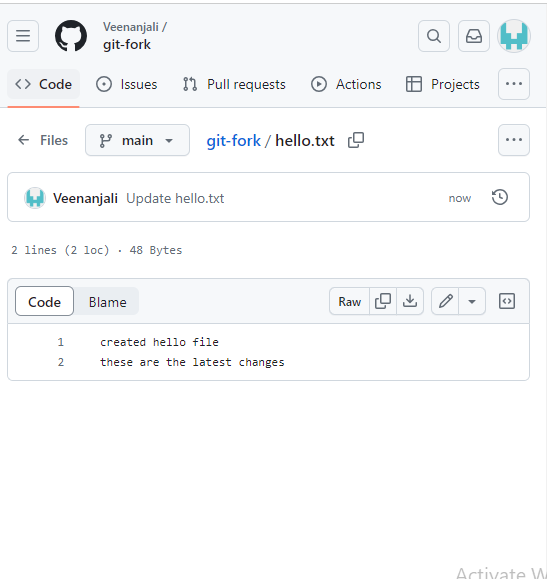 Veenanjali /
git-fork
Code Issues Pull requests Actions Projects
Files main git-fork / hello.txt
Veenanjali Update hello.txt now
2 lines (2 loc) · 48 Bytes
Code Blame Raw
1 created hello file
2 these are the latest changes
Activate W